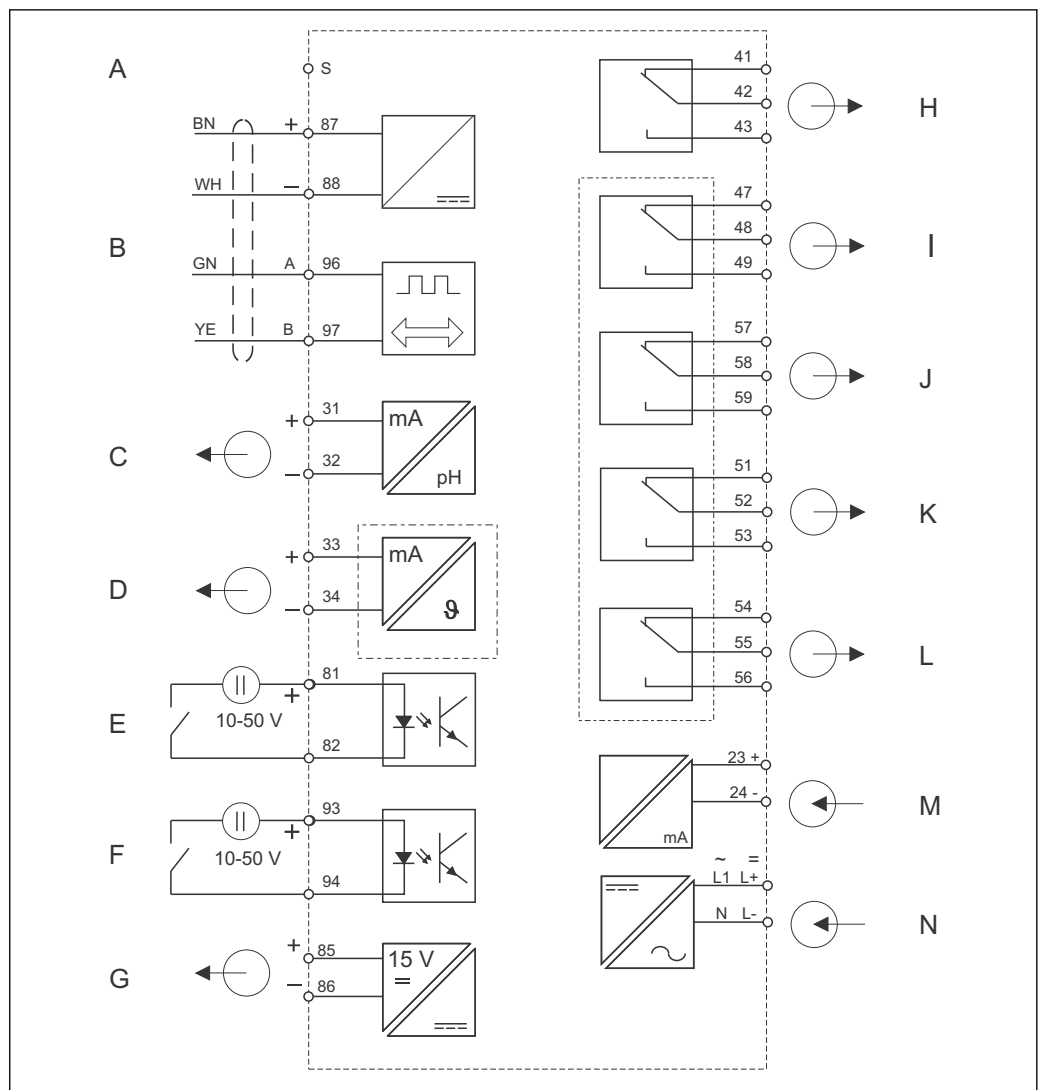 A
S
BN + 87
WH − 88
B
GN A 96
YE B 97
C
+ 31 mA
− 32 pH
D
+ 33 mA
− 34 ϑ
E
10-50 V
+ 81
82
F
10-50 V
+ 93
94
G
+ 85 15 V
− 86
41
42
43
H
47
48
49
I
57
58
59
J
51
52
53
K
54
55
56
L
23 +
24 -
mA
M
~ =
L1 L+
N L-
N